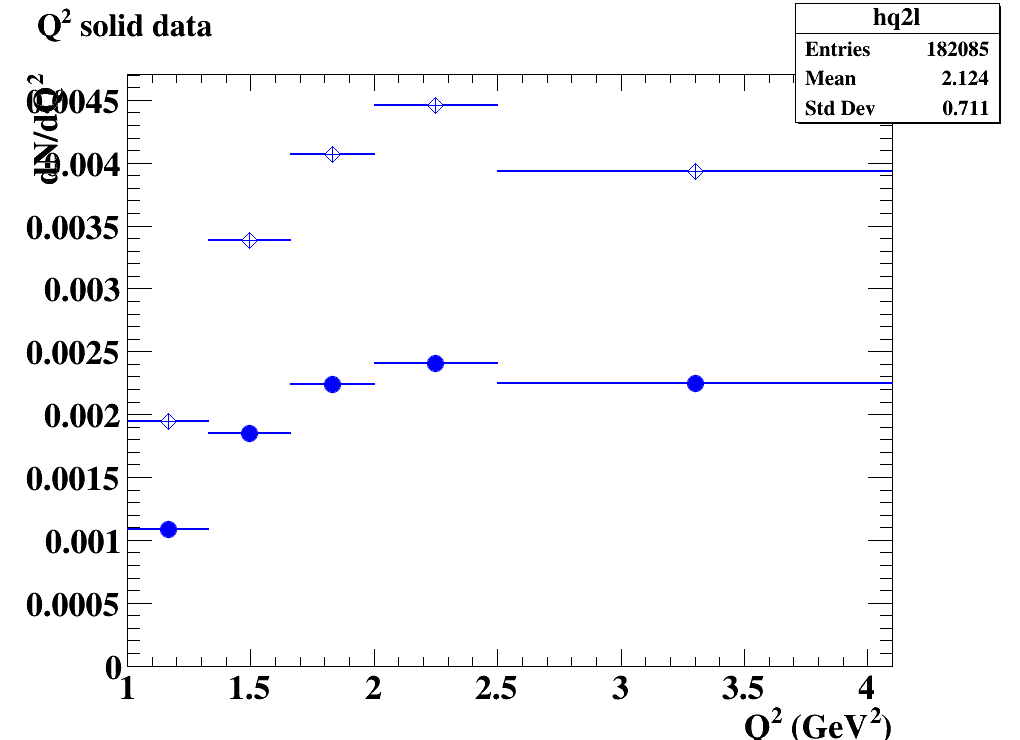 Q² solid data
hq2l
Entries 182085
Mean 2.124
Std Dev 0.711
dN/dQ²
0.0045
0.004
0.0035
0.003
0.0025
0.002
0.0015
0.001
0.0005
0
1 1.5 2 2.5 3 3.5 4
Q² (GeV²)